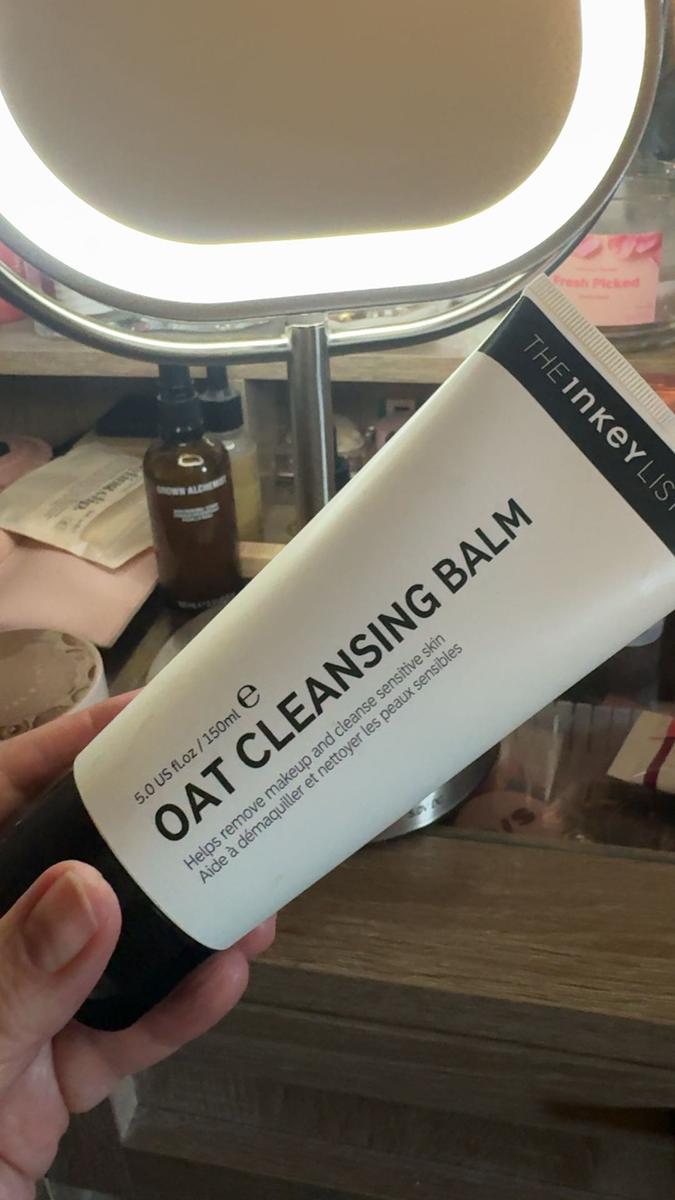 Fresh Picked
THE INKEY LIST
GROWN ALCHEMIST
5.0 US fl.oz / 150ml e
OAT CLEANSING BALM
Helps remove makeup and cleanse sensitive skin
Aide à démaquiller et nettoyer les peaux sensibles